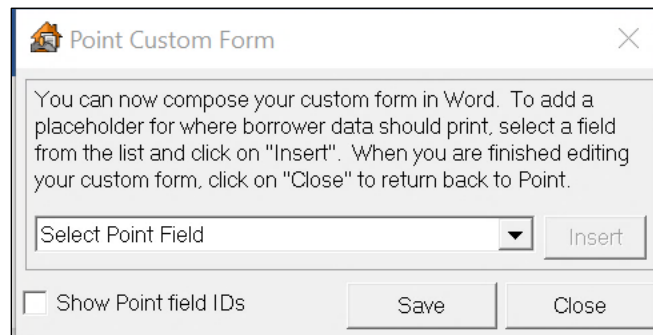 Point Custom Form
You can now compose your custom form in Word. To add a
placeholder for where borrower data should print, select a field
from the list and click on "Insert". When you are finished editing
your custom form, click on "Close" to return back to Point.
Select Point Field
Insert
Show Point field IDs
Save
Close